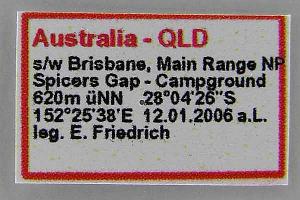 Australia - QLD
s/w Brisbane, Main Range NP
Spicers Gap - Campground
620m üNN 28°04'26"S
152°25'38'E 12.01.2006 a.L.
leg. E. Friedrich